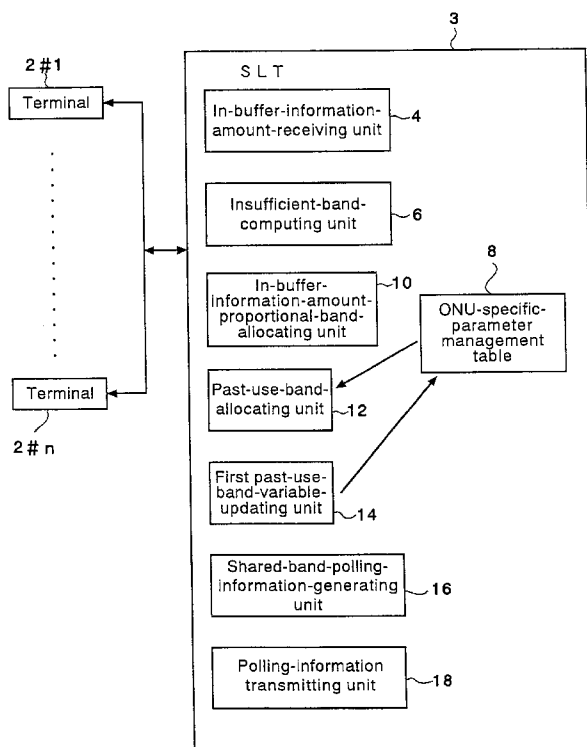 3
2#1
SLT
Terminal
In-buffer-information-
amount-receiving unit
4
Insufficient-band-
computing unit
6
In-buffer-
information-amount-
proportional-band-
allocating unit
10
8
ONU-specific-
parameter
management
table
Terminal
2#n
Past-use-band-
allocating unit
12
First past-use-
band-variable-
updating unit
14
Shared-band-polling-
information-generating
unit
16
Polling-information
transmitting unit
18